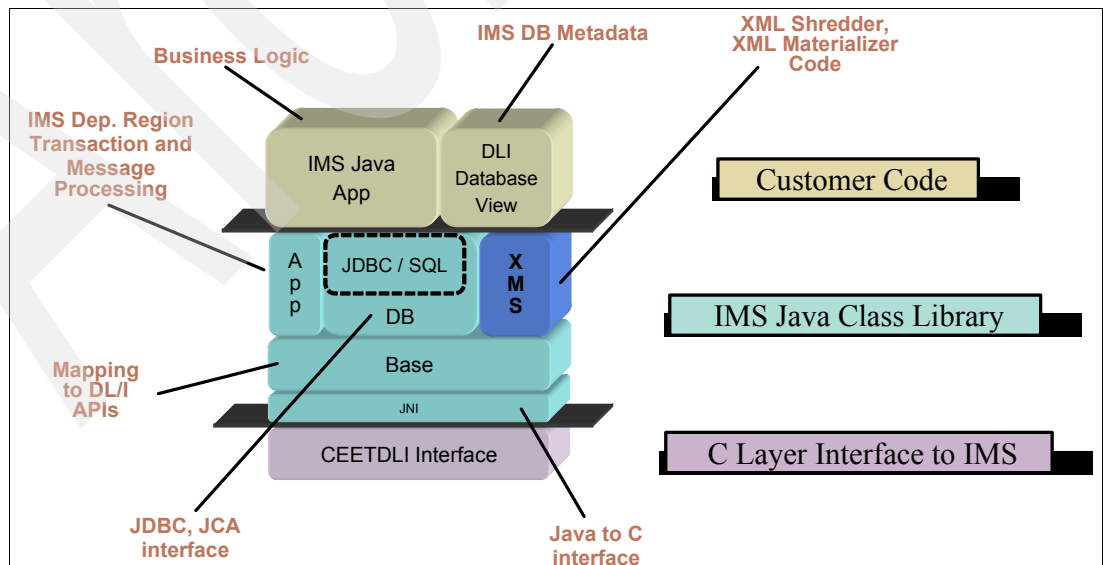 IMS DB Metadata
XML Shredder,
XML Materializer
Code
Business Logic
IMS Dep. Region
Transaction and
Message
Processing
IMS Java
App
DLI
Database
View
Customer Code
App
JDBC / SQL
DB
XMS
IMS Java Class Library
Mapping
to DL/I
APIs
Base
JNI
CEETDLI Interface
C Layer Interface to IMS
JDBC, JCA
interface
Java to C
interface